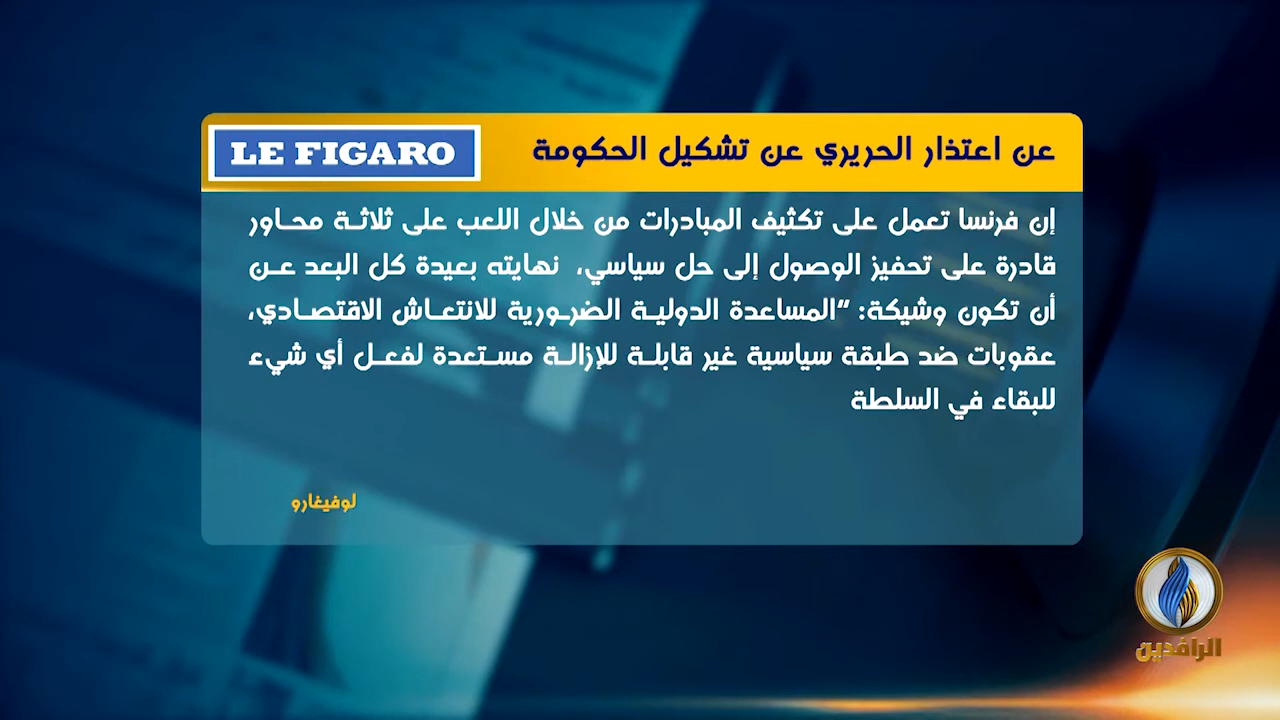 عن اعتذار الحريري عن تشكيل الحكومة
LE FIGARO
إن فرنسا تعمل على تكثيف المبادرات من خلال اللعب على ثلاثة محاور
قادرة على تحفيز الوصول إلى حل سياسي، نهايته بعيدة كل البعد عن
أن تكون وشيكة: “المساعدة الدولية الضرورية للانتعاش الاقتصادي،
عقوبات ضد طبقة سياسية غير قابلة للإزالة مستعدة لفعل أي شيء
للبقاء في السلطة
لوفيغارو
الرافدين